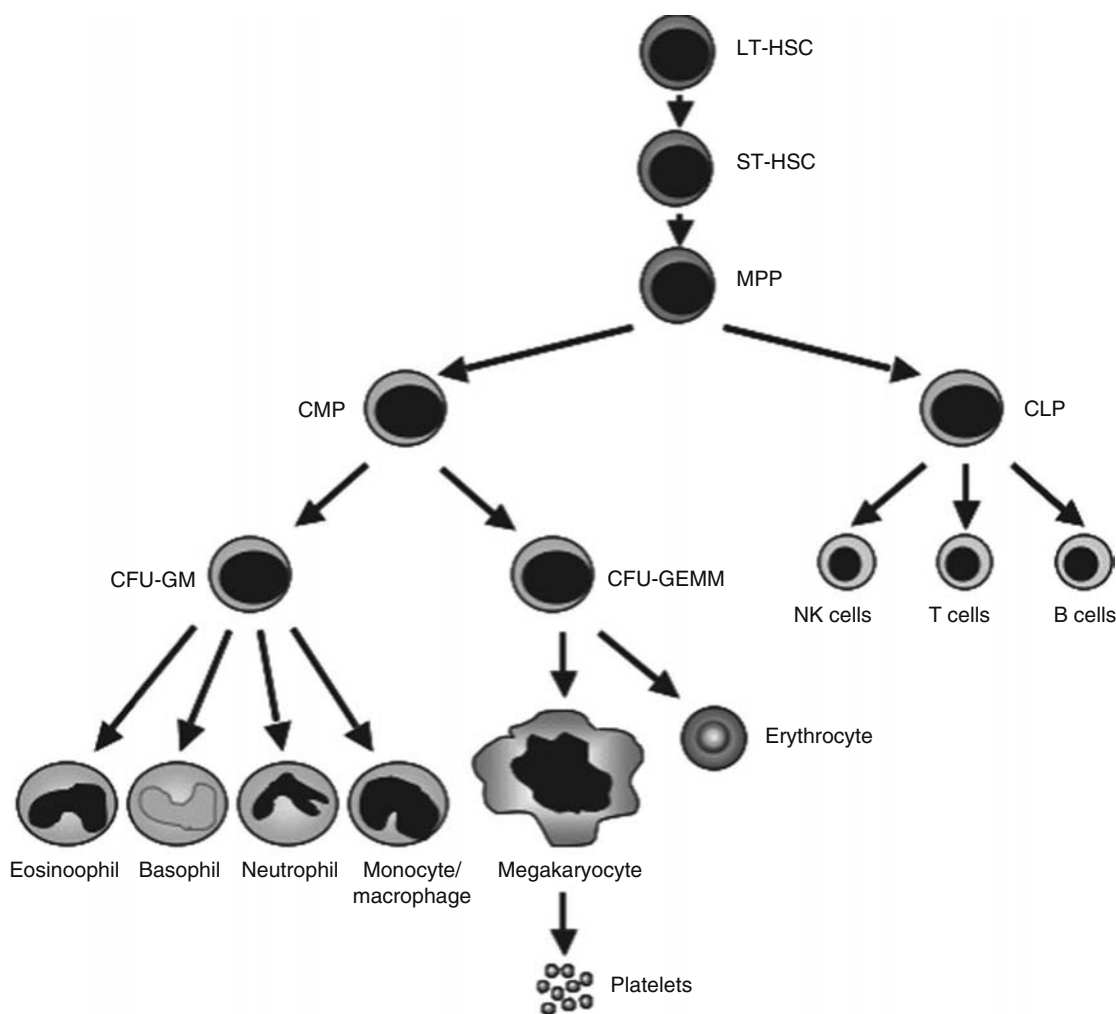 LT-HSC
ST-HSC
MPP
CMP
CLP
CFU-GM
CFU-GEMM
NK cells
T cells
B cells
Erythrocyte
Eosinoophil
Basophil
Neutrophil
Monocyte/
macrophage
Megakaryocyte
Platelets